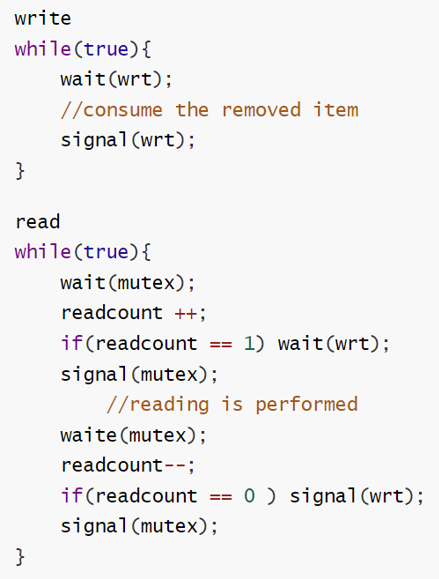 write
while(true){
    wait(wrt);
    //consume the removed item
    signal(wrt);
}
read
while(true){
    wait(mutex);
    readcount ++;
    if(readcount == 1) wait(wrt);
    signal(mutex);
        //reading is performed
    waite(mutex);
    readcount--;
    if(readcount == 0 ) signal(wrt);
    signal(mutex);
}